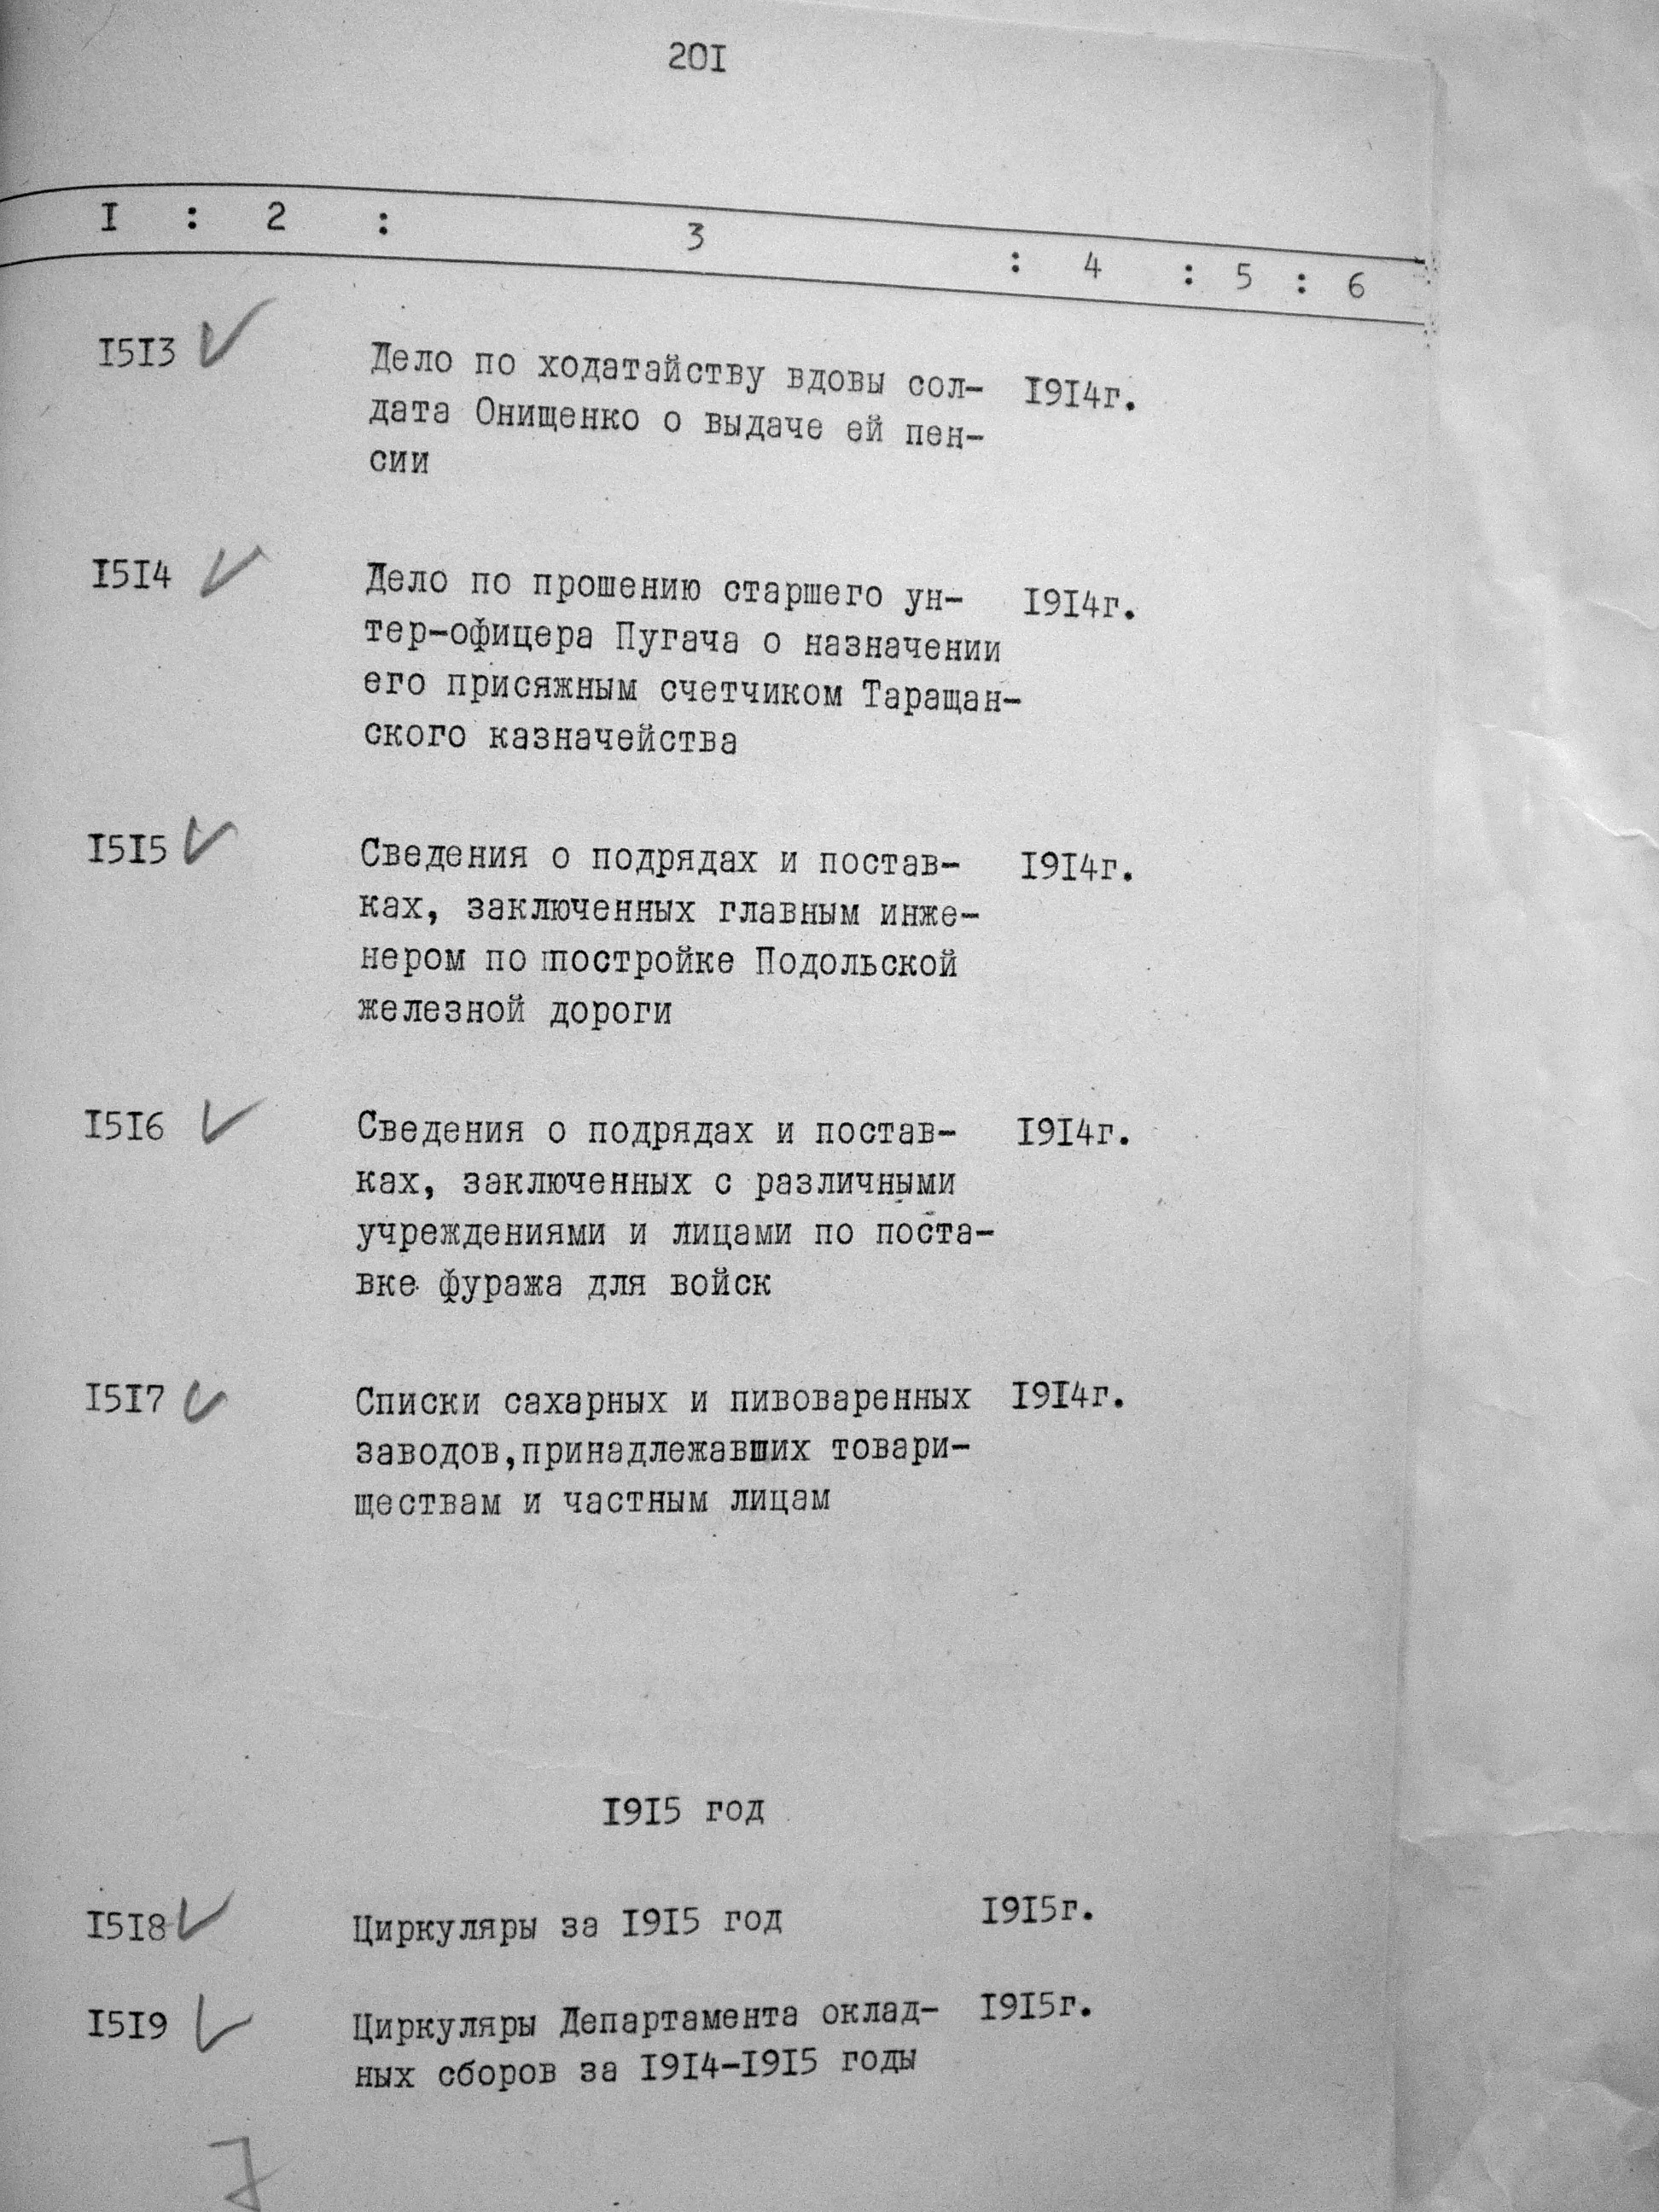 20I
I : 2 : 3 : 4 : 5 : 6
I5I3 Дело по ходатайству вдовы сол- I9I4г.
дата Онищенко о выдаче ей пен-
сии
I5I4 Дело по прошению старшего ун- I9I4г.
тер-офицера Пугача о назначении
его присяжным счетчиком Таращан-
ского казначейства
I5I5 Сведения о подрядах и постав- I9I4г.
ках, заключенных главным инже-
нером по постройке Подольской
железной дороги
I5I6 Сведения о подрядах и постав- I9I4г.
ках, заключенных с различными
учреждениями и лицами по поста-
вке фуража для войск
I5I7 Списки сахарных и пивоваренных I9I4г.
заводов,принадлежавших товари-
ществам и частным лицам
I9I5 год
I5I8 Циркуляры за I9I5 год I9I5г.
I5I9 Циркуляры Департамента оклад- I9I5г.
ных сборов за I9I4-I9I5 годы
7